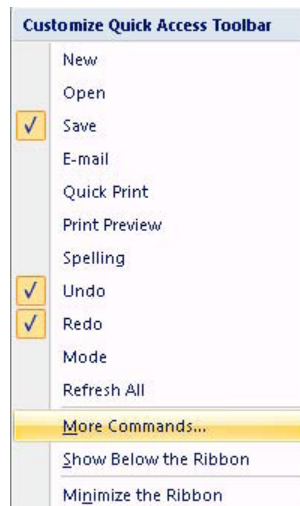 Customize Quick Access Toolbar
New
Open
Save
E-mail
Quick Print
Print Preview
Spelling
Undo
Redo
Mode
Refresh All
More Commands...
Show Below the Ribbon
Minimize the Ribbon